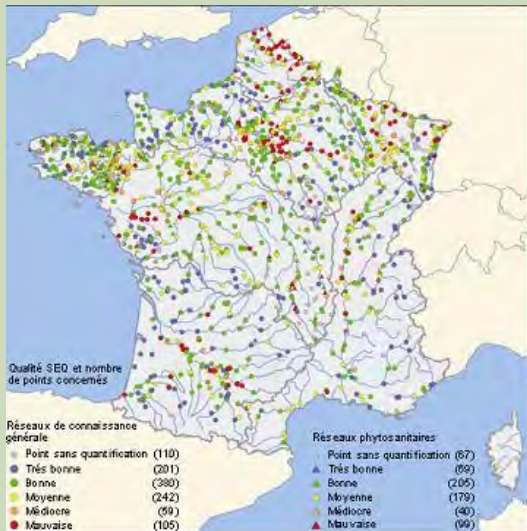 Qualité SEQ et nombre
de points concernés
Réseaux de connaissance
générale
Point sans quantification (110)
Très bonne (201)
Bonne (380)
Moyenne (242)
Médiocre (59)
Mauvaise (105)
Réseaux phytosanitaires
Point sans quantification (67)
Très bonne (69)
Bonne (205)
Moyenne (179)
Médiocre (40)
Mauvaise (99)